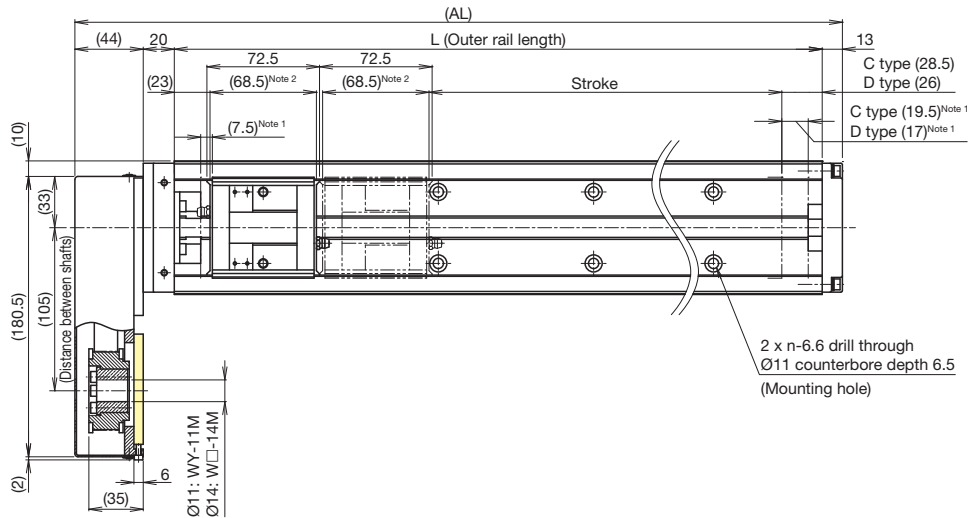 (AL)
(44)
20
L (Outer rail length)
13
72.5
72.5
C type (28.5)
D type (26)
(23)
(68.5)Note 2
(68.5)Note 2
Stroke
C type (19.5)Note 1
D type (17)Note 1
(7.5)Note 1
(10)
(33)
(105)
(Distance between shafts)
(180.5)
2 x n-6.6 drill through
Ø11 counterbore depth 6.5
(Mounting hole)
(2)
6
(35)
Ø11: WY-11M
Ø14: W□-14M